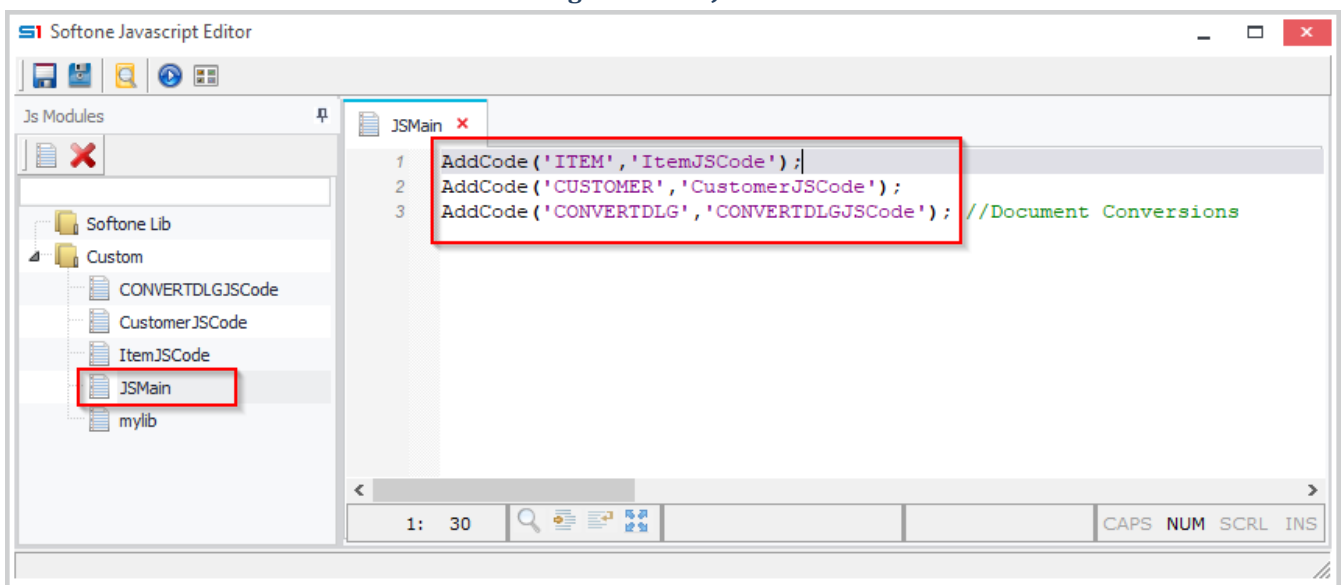 S1 Softone Javascript Editor
Js Modules
JSMain
1 AddCode('ITEM','ItemJSCode');
2 AddCode('CUSTOMER','CustomerJSCode');
3 AddCode('CONVERTDLG','CONVERTDLGJSCode'); //Document Conversions
Softone Lib
Custom
CONVERTDLGJSCode
CustomerJSCode
ItemJSCode
JSMain
mylib
1: 30
CAPS NUM SCRL INS